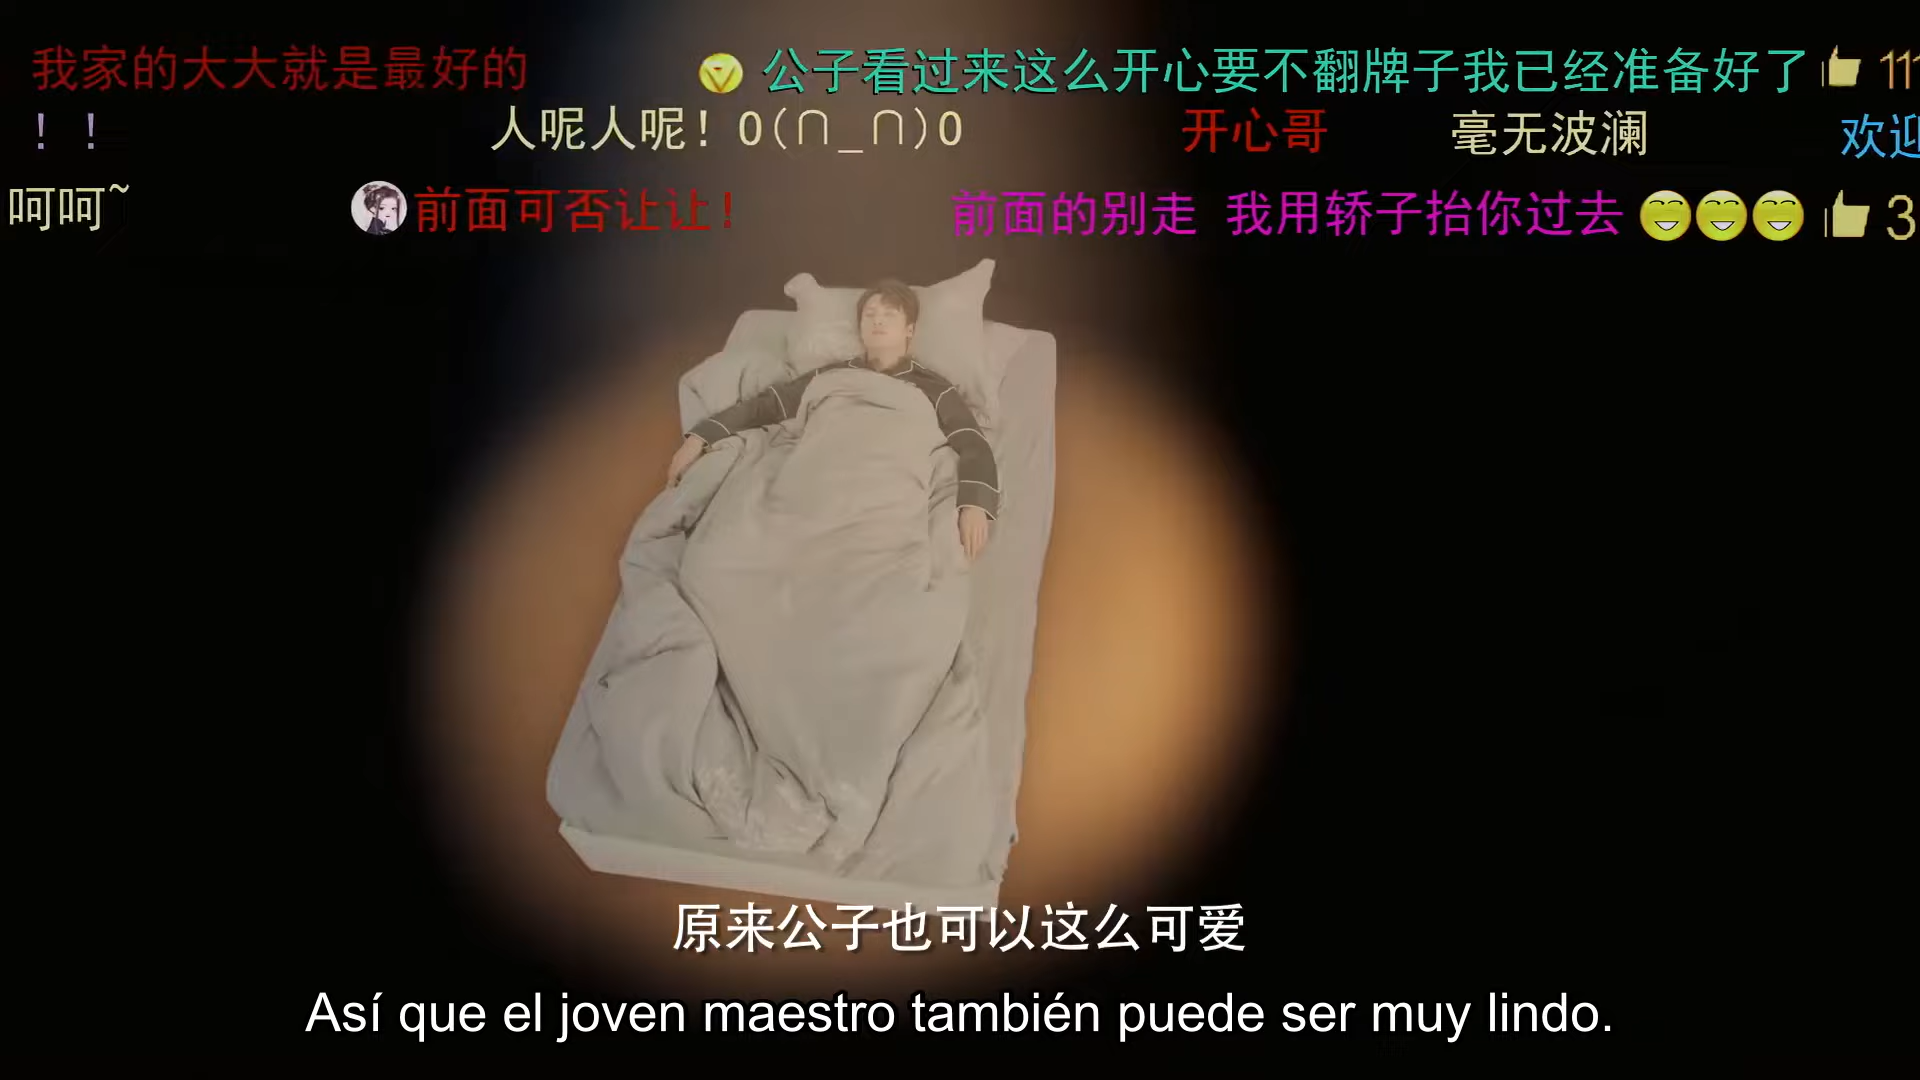 我家的大大就是最好的
公子看过来这么开心要不翻牌子我已经准备好了 111
！！
人呢人呢！O(∩_∩)O
开心哥
毫无波澜
欢迎
呵呵~
前面可否让让！
前面的别走 我用轿子抬你过去 3
原来公子也可以这么可爱
Así que el joven maestro también puede ser muy lindo.